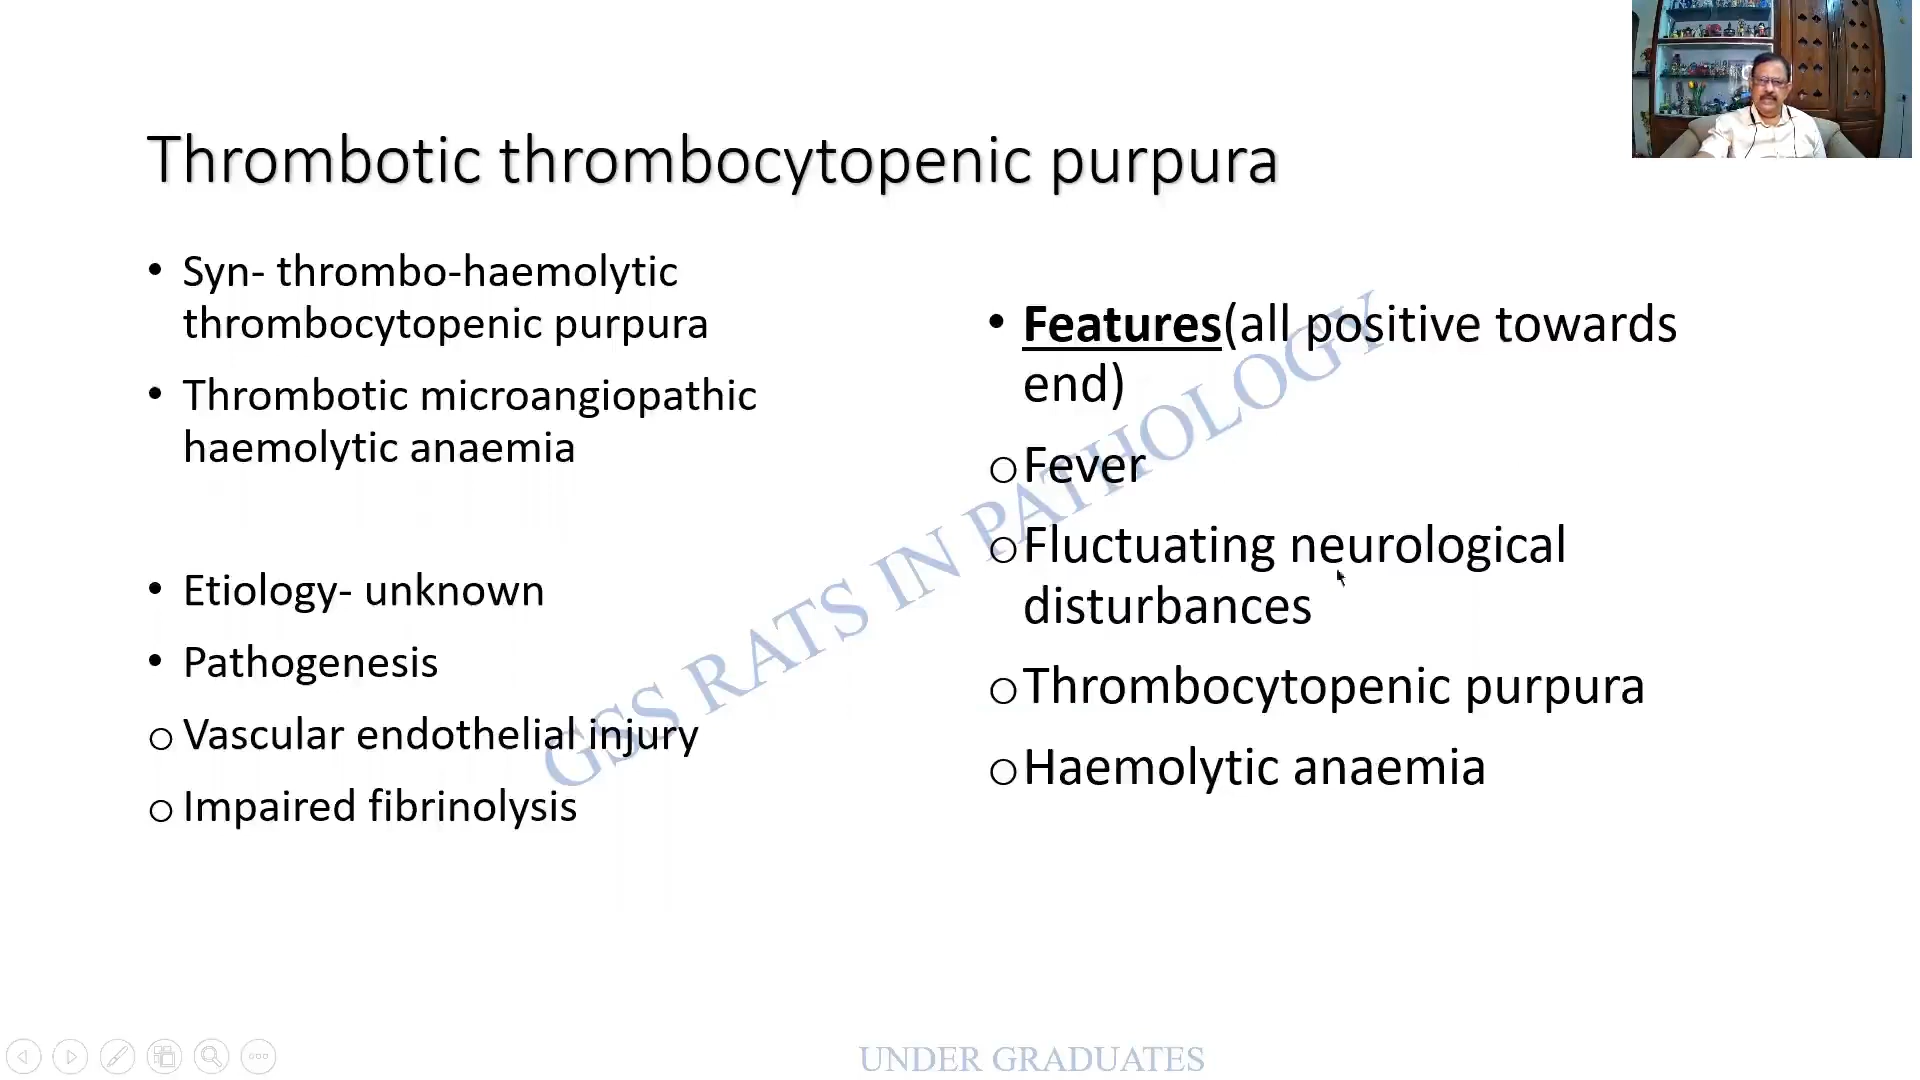 Thrombotic thrombocytopenic purpura
• Syn- thrombo-haemolytic
thrombocytopenic purpura
• Thrombotic microangiopathic
haemolytic anaemia
• Etiology- unknown
• Pathogenesis
o Vascular endothelial injury
o Impaired fibrinolysis
• Features(all positive towards
end)
o Fever
o Fluctuating neurological
disturbances
o Thrombocytopenic purpura
o Haemolytic anaemia
GSS RATS IN PATHOLOGY
UNDER GRADUATES